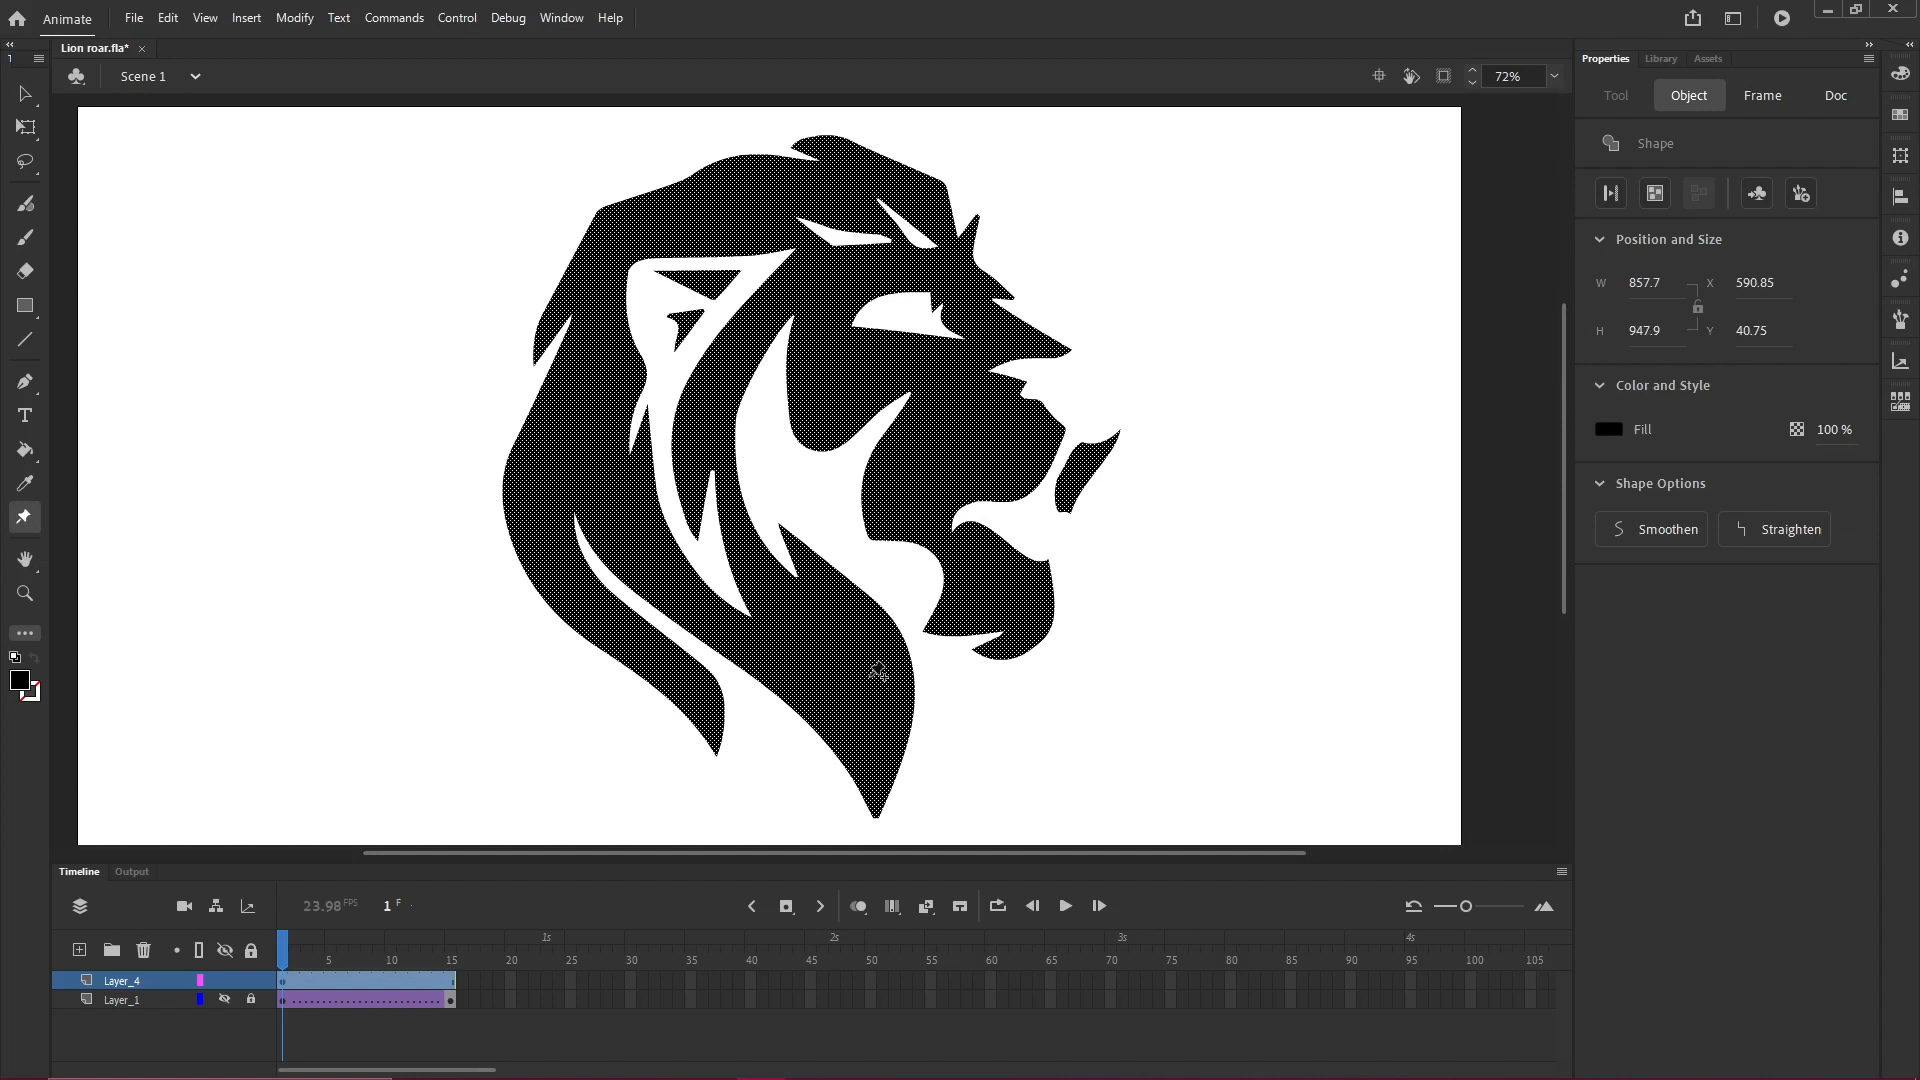 Animate
File Edit View Insert Modify Text Commands Control Debug Window Help
Lion roar.fla*
Scene 1
72%
Properties Library Assets
Tool Object Frame Doc
Shape
Position and Size
W 857.7 X 590.85
H 947.9 Y 40.75
Color and Style
Fill 100 %
Shape Options
Smoothen Straighten
T
Timeline Output
23.98 FPS 1 F
1s 2s 3s 4s
5 10 15 20 25 30 35 40 45 50 55 60 65 70 75 80 85 90 95 100 105
Layer_4
Layer_1